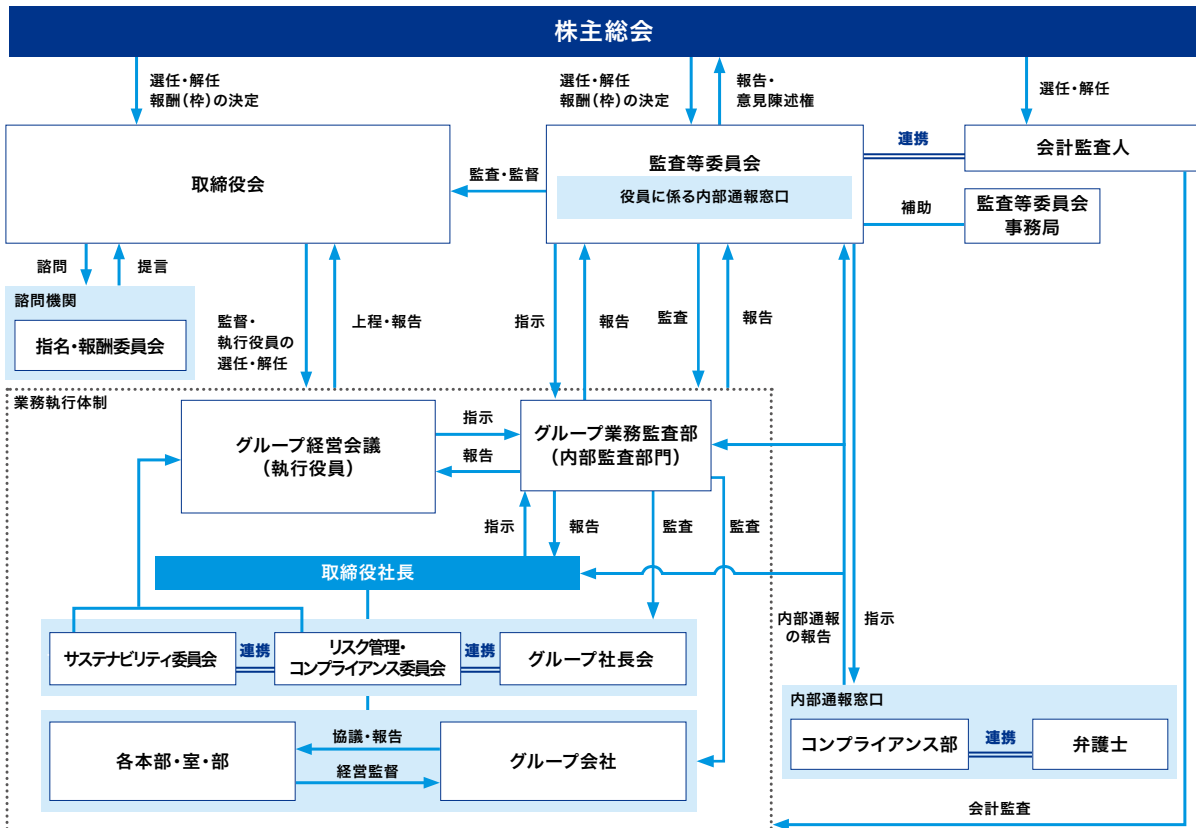 株主総会
選任・解任
報酬（枠）の決定
選任・解任
報酬（枠）の決定
報告・
意見陳述権
選任・解任
取締役会
監査・監督
監査等委員会
役員に係る内部通報窓口
連携
会計監査人
補助
監査等委員会
事務局
諮問
提言
諮問機関
指名・報酬委員会
監督・
執行役員の
選任・解任
上程・報告
指示
報告
監査
報告
業務執行体制
グループ経営会議
（執行役員）
指示
報告
グループ業務監査部
（内部監査部門）
指示
報告
監査
監査
取締役社長
内部通報
の報告
指示
サステナビリティ委員会
連携
リスク管理・
コンプライアンス委員会
連携
グループ社長会
内部通報窓口
コンプライアンス部
連携
弁護士
各本部・室・部
協議・報告
経営監督
グループ会社
会計監査